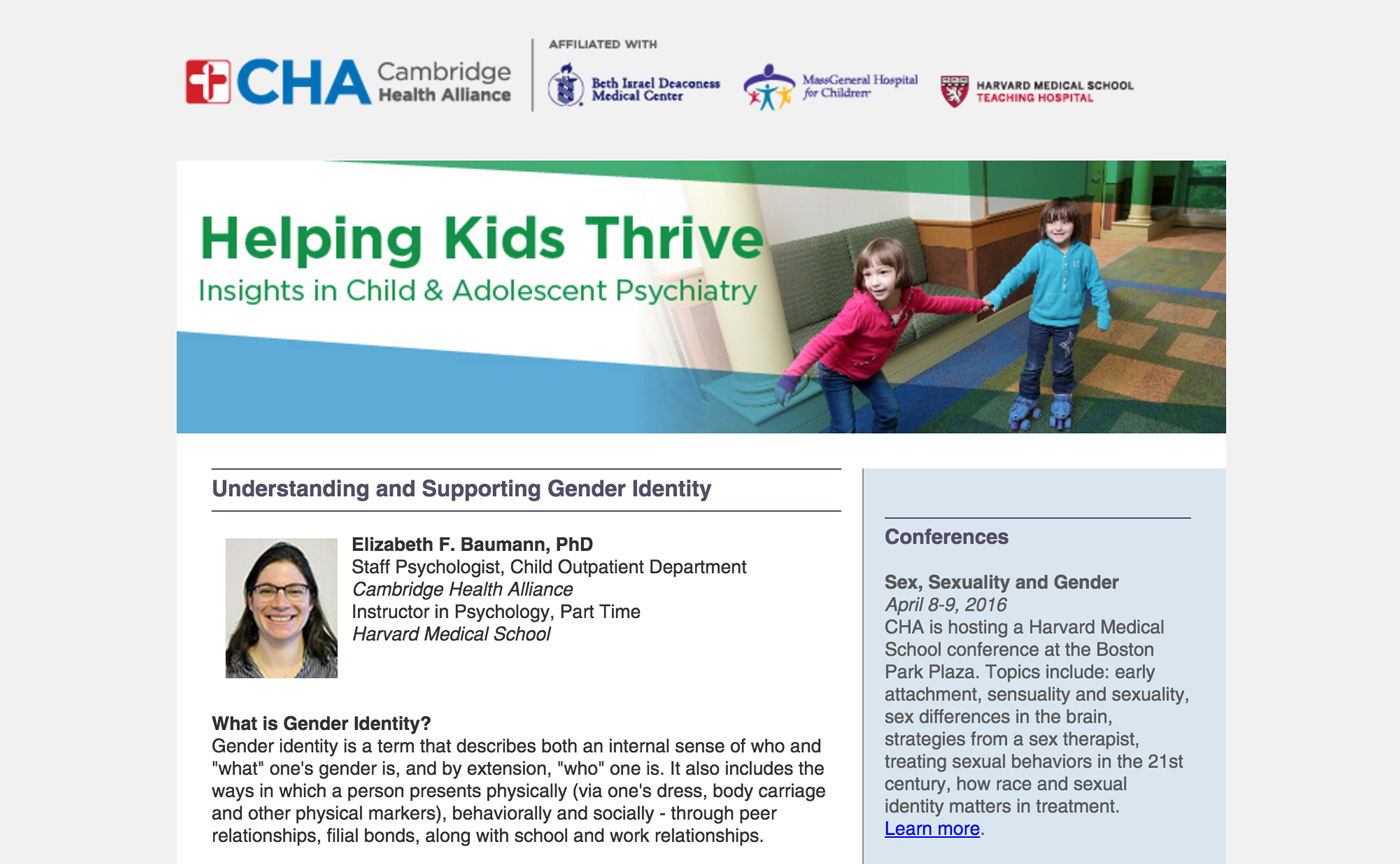 CHA Cambridge
Health Alliance
AFFILIATED WITH
Beth Israel Deaconess
Medical Center
MassGeneral Hospital
for Children
HARVARD MEDICAL SCHOOL
TEACHING HOSPITAL
Helping Kids Thrive
Insights in Child & Adolescent Psychiatry
Understanding and Supporting Gender Identity
Elizabeth F. Baumann, PhD
Staff Psychologist, Child Outpatient Department
Cambridge Health Alliance
Instructor in Psychology, Part Time
Harvard Medical School
What is Gender Identity?
Gender identity is a term that describes both an internal sense of who and
"what" one's gender is, and by extension, "who" one is. It also includes the
ways in which a person presents physically (via one's dress, body carriage
and other physical markers), behaviorally and socially - through peer
relationships, filial bonds, along with school and work relationships.
Conferences
Sex, Sexuality and Gender
April 8-9, 2016
CHA is hosting a Harvard Medical
School conference at the Boston
Park Plaza. Topics include: early
attachment, sensuality and sexuality,
sex differences in the brain,
strategies from a sex therapist,
treating sexual behaviors in the 21st
century, how race and sexual
identity matters in treatment.
Learn more.